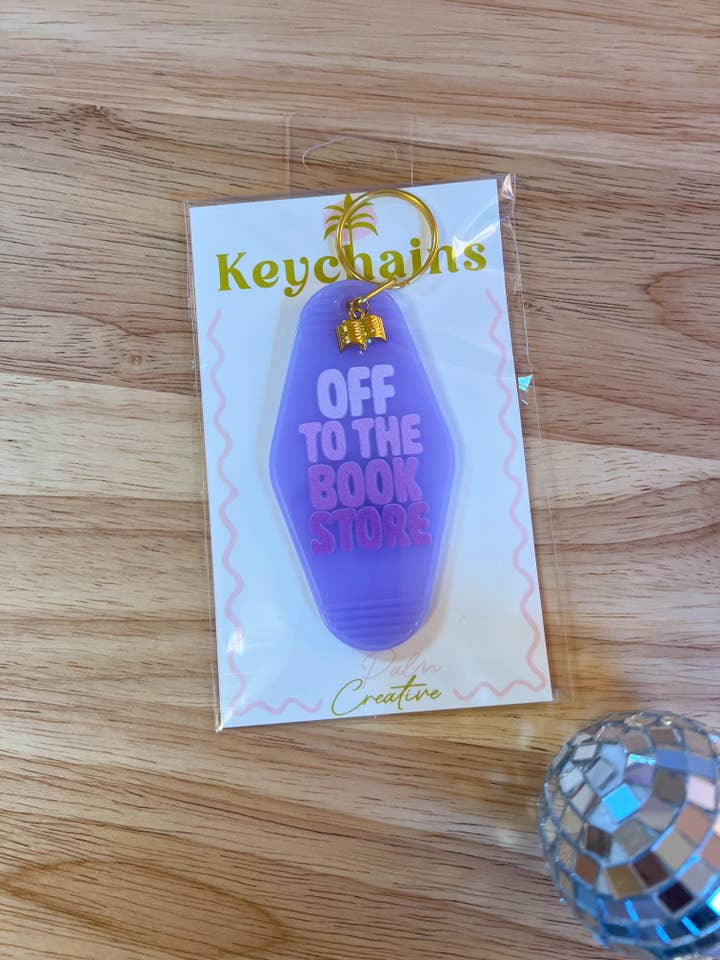 Keychains
OFF
TO THE
BOOK
STORE
Palm
Creative